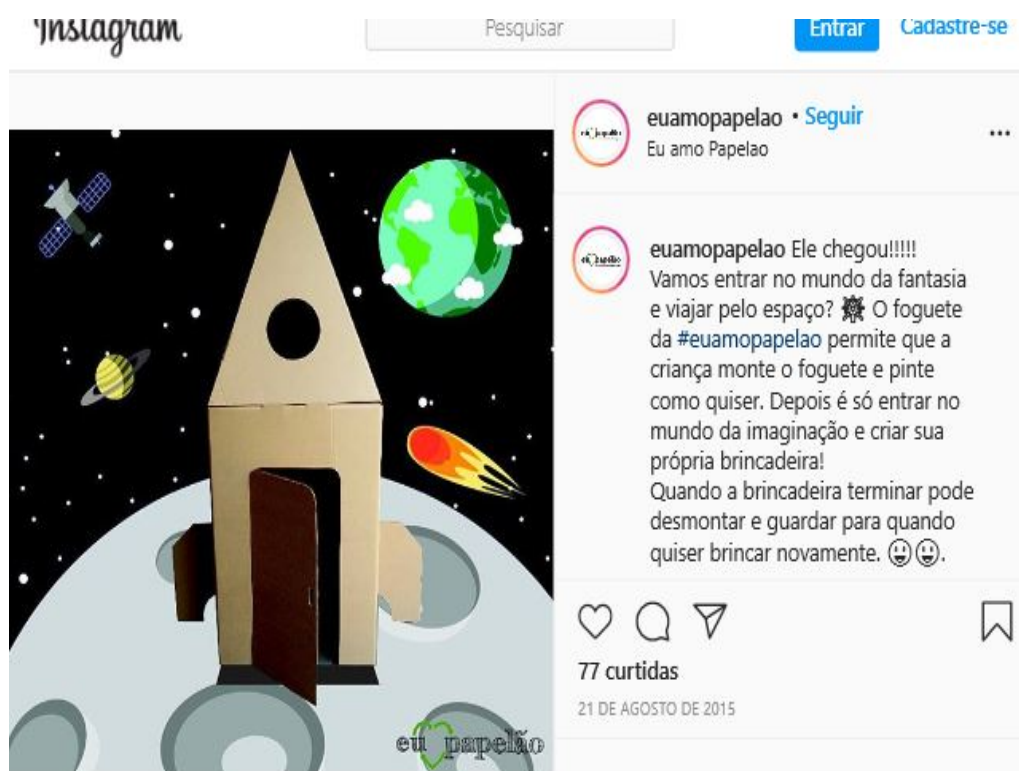 Instagram
Pesquisar
Entrar
Cadastre-se
euamopapelao • Seguir
Eu amo Papelao
euamopapelao Ele chegou!!!!!
Vamos entrar no mundo da fantasia
e viajar pelo espaço? O foguete
da #euamopapelao permite que a
criança monte o foguete e pinte
como quiser. Depois é só entrar no
mundo da imaginação e criar sua
própria brincadeira!
Quando a brincadeira terminar pode
desmontar e guardar para quando
quiser brincar novamente. 😀😀.
77 curtidas
21 DE AGOSTO DE 2015
eu papelão